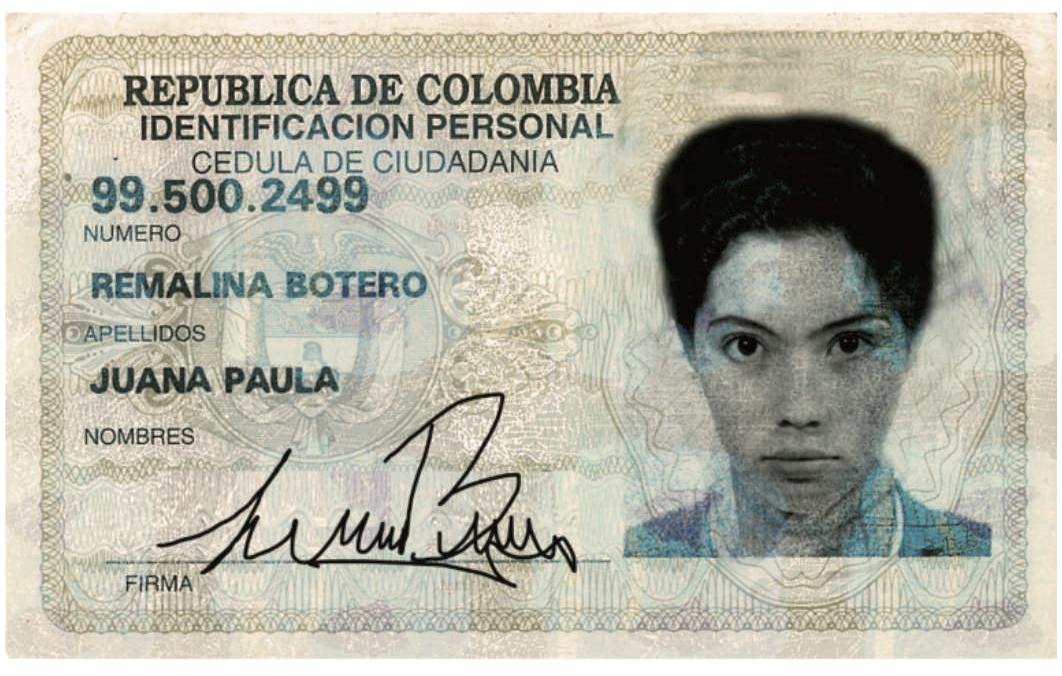 REPUBLICA DE COLOMBIA
IDENTIFICACION PERSONAL
CEDULA DE CIUDADANIA
99.500.2499
NUMERO
REMALINA BOTERO
APELLIDOS
JUANA PAULA
NOMBRES
FIRMA